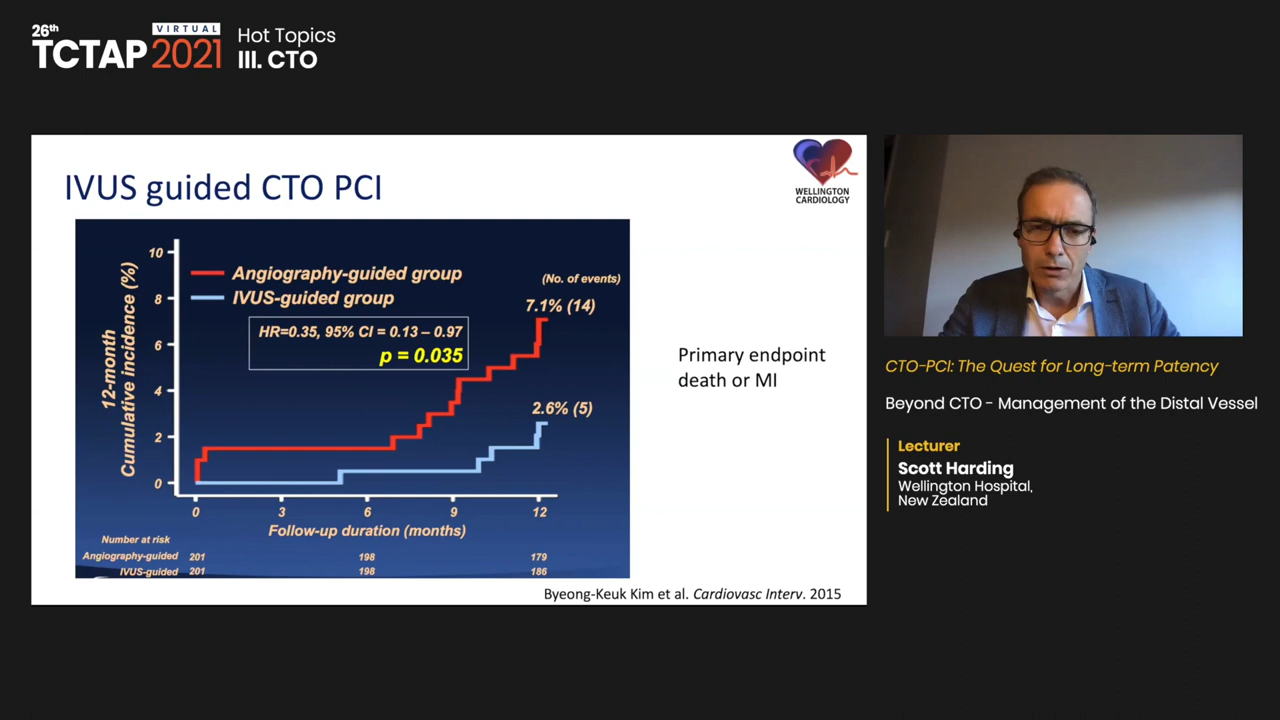 26th
TCTAP
VIRTUAL
2021
Hot Topics
III. CTO
IVUS guided CTO PCI
WELLINGTON
CARDIOLOGY
12-month
Cumulative incidence (%)
10
8
6
4
2
0
Angiography-guided group
IVUS-guided group
(No. of events)
7.1% (14)
HR=0.35, 95% CI = 0.13 – 0.97
p = 0.035
2.6% (5)
0 3 6 9 12
Follow-up duration (months)
Number at risk
Angiography-guided 201 198 179
IVUS-guided 201 198 186
Primary endpoint
death or MI
Byeong-Keuk Kim et al. Cardiovasc Interv. 2015
CTO-PCI: The Quest for Long-term Patency
Beyond CTO - Management of the Distal Vessel
Lecturer
Scott Harding
Wellington Hospital,
New Zealand